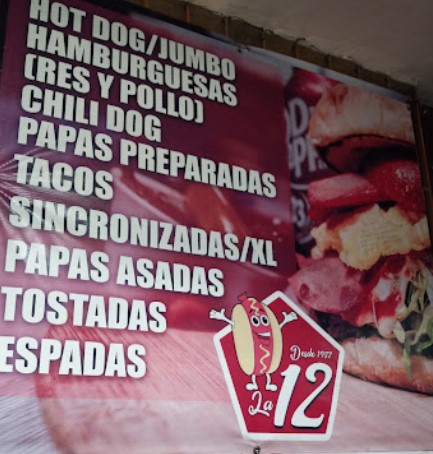 HOT DOG/JUMBO
HAMBURGUESAS
(RES Y POLLO)
CHILI DOG
PAPAS PREPARADAS
TACOS
SINCRONIZADAS/XL
PAPAS ASADAS
TOSTADAS
ESPADAS
Desde 1987
La 12